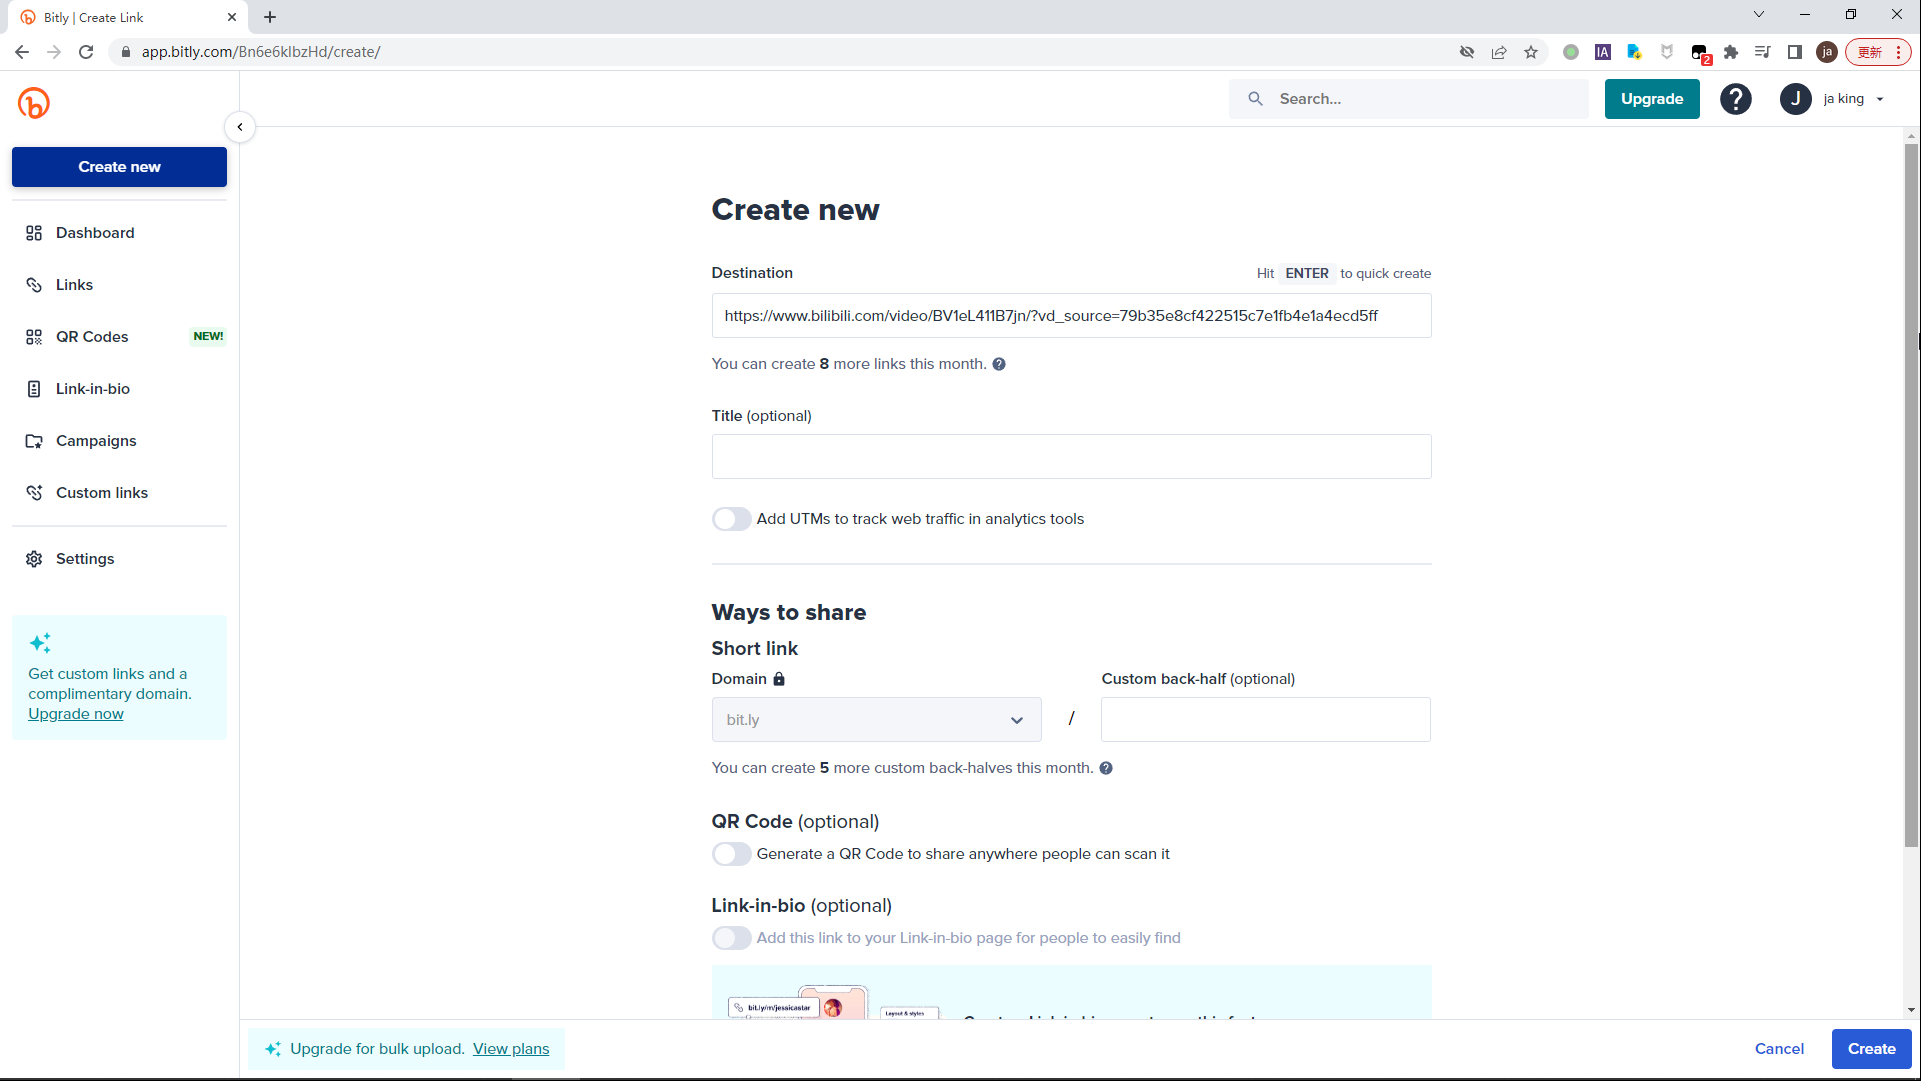 Bitly | Create Link
app.bitly.com/Bn6e6klbzHd/create/
IA
2
ja
更新
Search...
Upgrade
?
J
ja king
Create new
Dashboard
Links
QR Codes
NEW!
Link-in-bio
Campaigns
Custom links
Settings
Get custom links and a
complimentary domain.
Upgrade now
Create new
Destination
Hit ENTER to quick create
https://www.bilibili.com/video/BV1eL411B7jn/?vd_source=79b35e8cf422515c7e1fb4e1a4ecd5ff
You can create 8 more links this month.
Title (optional)
Add UTMs to track web traffic in analytics tools
Ways to share
Short link
Domain
Custom back-half (optional)
bit.ly
/
You can create 5 more custom back-halves this month.
QR Code (optional)
Generate a QR Code to share anywhere people can scan it
Link-in-bio (optional)
Add this link to your Link-in-bio page for people to easily find
bit.ly/m/jessicastar
Layout & styles
Upgrade for bulk upload. View plans
Cancel
Create